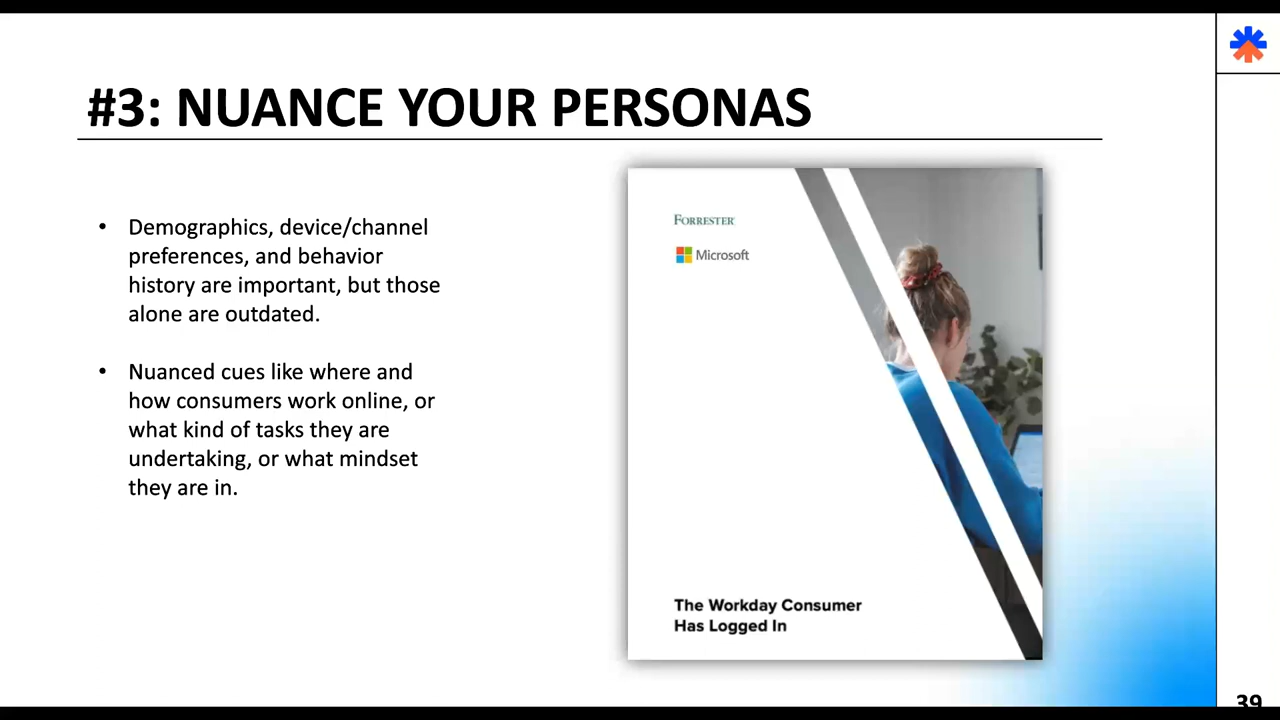 #3: NUANCE YOUR PERSONAS
• Demographics, device/channel
preferences, and behavior
history are important, but those
alone are outdated.
• Nuanced cues like where and
how consumers work online, or
what kind of tasks they are
undertaking, or what mindset
they are in.
FORRESTER
Microsoft
The Workday Consumer
Has Logged In
39